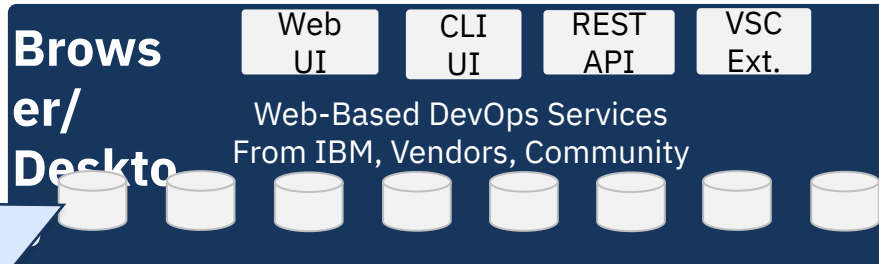 Brows
er/
Deskto
Web
UI
CLI
UI
REST
API
VSC
Ext.
Web-Based DevOps Services
From IBM, Vendors, Community